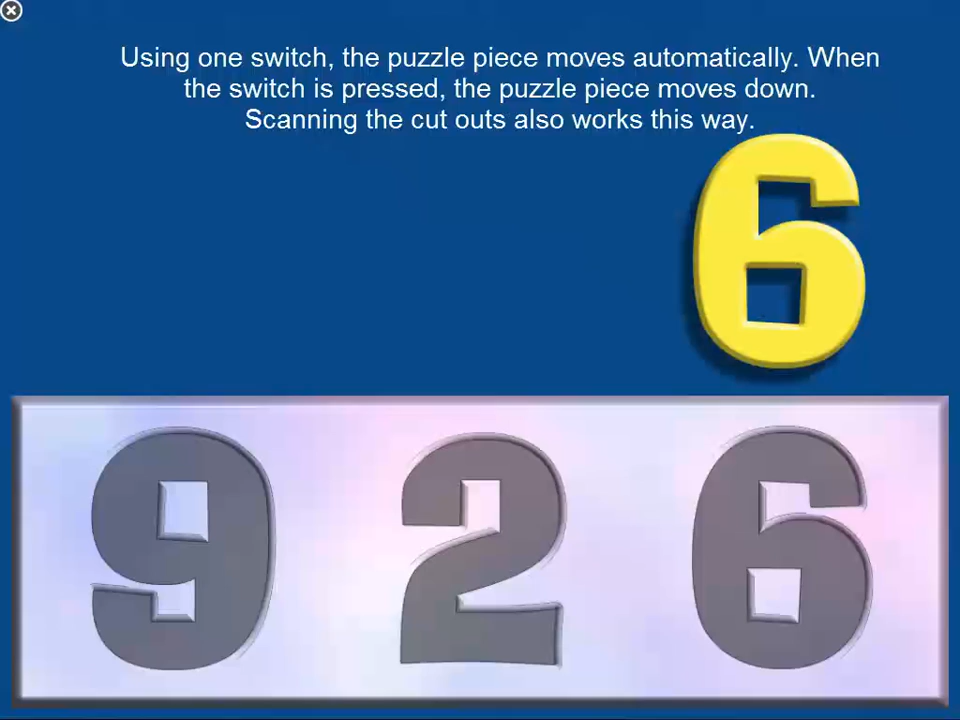 Using one switch, the puzzle piece moves automatically. When
the switch is pressed, the puzzle piece moves down.
Scanning the cut outs also works this way.
6
9 2 6